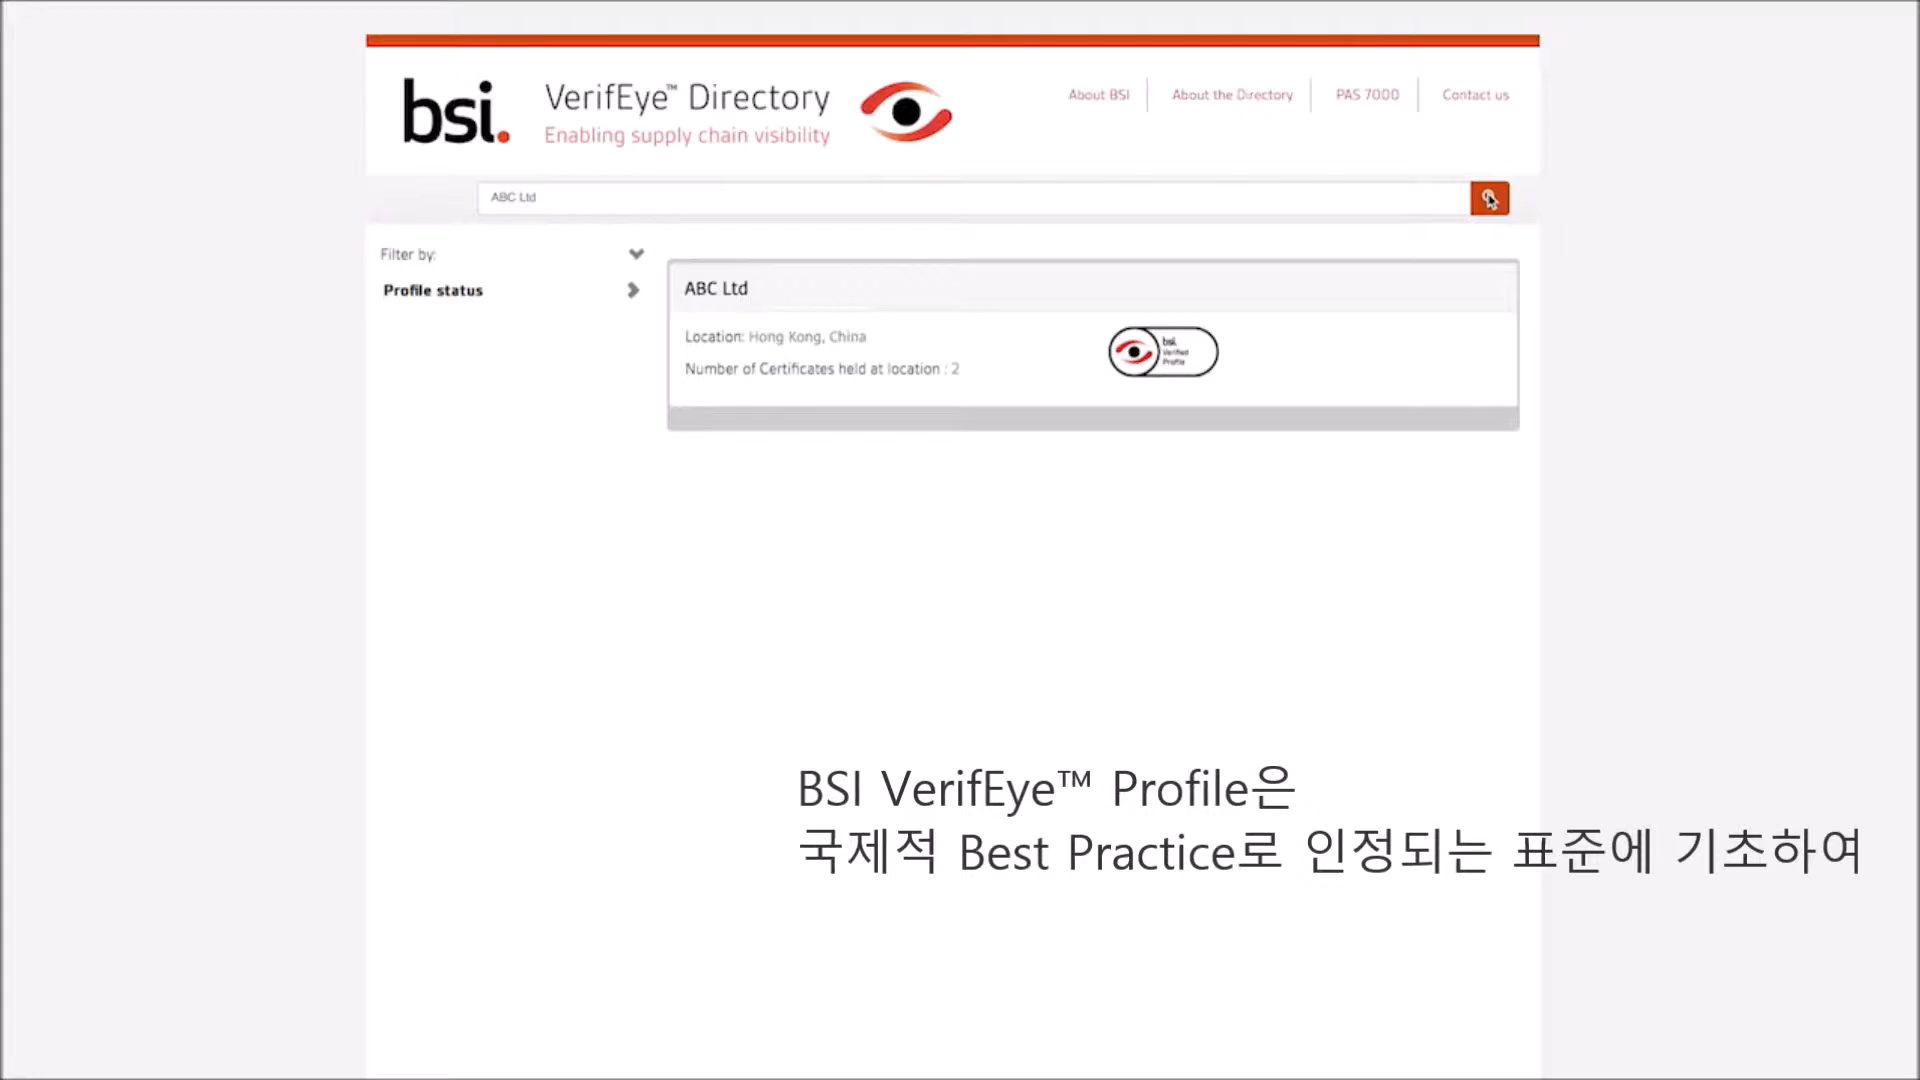 bsi.
VerifEye™ Directory
Enabling supply chain visibility
About BSI
About the Directory
PAS 7000
Contact us
ABC Ltd
Filter by:
Profile status
ABC Ltd
Location: Hong Kong, China
Number of Certificates held at location : 2
bsi.
Verified
Profile
BSI VerifEye™ Profile은
국제적 Best Practice로 인정되는 표준에 기초하여